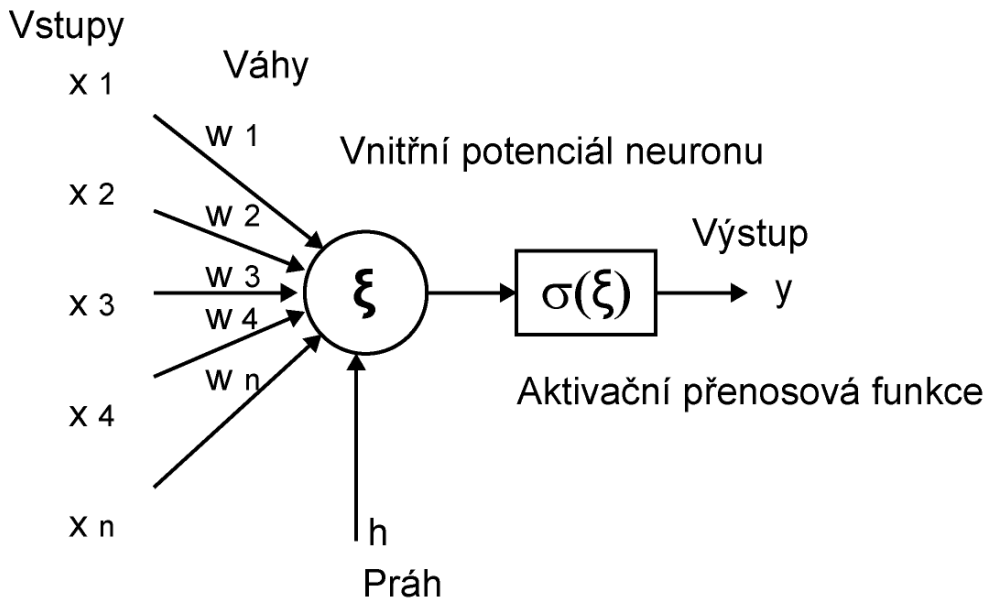 Vstupy
Váhy
x 1
w 1
Vnitřní potenciál neuronu
x 2
w 2
Výstup
w 3
x 3
ξ
σ(ξ)
y
w 4
w n
Aktivační přenosová funkce
x 4
x n
h
Práh